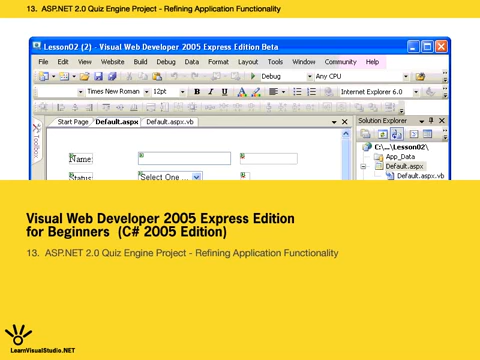 13. ASP.NET 2.0 Quiz Engine Project - Refining Application Functionality
Lesson02 (2) - Visual Web Developer 2005 Express Edition Beta
File Edit View Website Build Debug Data Format Layout Tools Window Community Help
Debug Any CPU
Times New Roman 12pt B I U A Internet Explorer 6.0
Toolbox
Start Page Default.aspx Default.aspx.vb
Solution Explorer
C:\...\Lesson02\
App_Data
Default.aspx
Default.aspx.vb
Name:
Status: Select One ...
Visual Web Developer 2005 Express Edition
for Beginners (C# 2005 Edition)
13. ASP.NET 2.0 Quiz Engine Project - Refining Application Functionality
LearnVisualStudio.NET